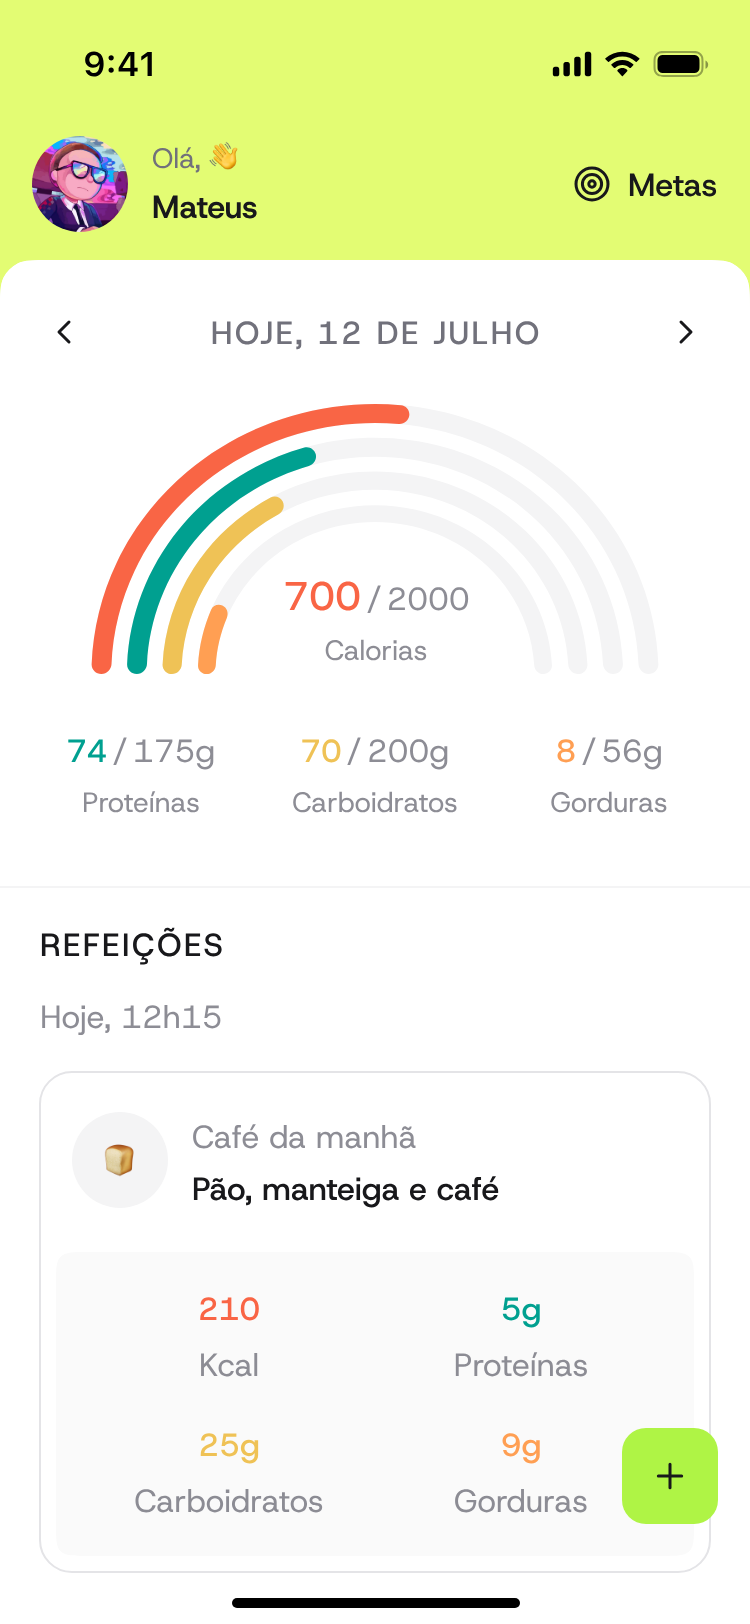 9:41
Olá, 👋
Mateus
Metas
HOJE, 12 DE JULHO
700 / 2000
Calorias
74 / 175g
Proteínas
70 / 200g
Carboidratos
8 / 56g
Gorduras
REFEIÇÕES
Hoje, 12h15
Café da manhã
Pão, manteiga e café
210
Kcal
5g
Proteínas
25g
Carboidratos
9g
Gorduras